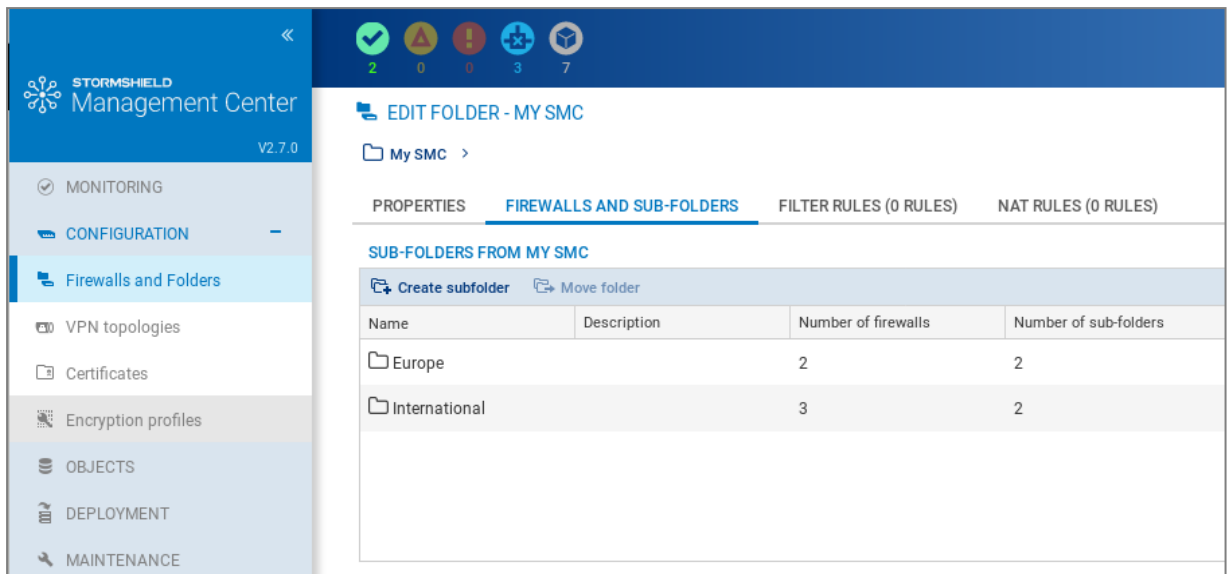 «
STORMSHIELD
Management Center
V2.7.0
MONITORING
CONFIGURATION
Firewalls and Folders
VPN topologies
Certificates
Encryption profiles
OBJECTS
DEPLOYMENT
MAINTENANCE
2 0 0 3 7
EDIT FOLDER - MY SMC
My SMC >
PROPERTIES FIREWALLS AND SUB-FOLDERS FILTER RULES (0 RULES) NAT RULES (0 RULES)
SUB-FOLDERS FROM MY SMC
Create subfolder Move folder
Name Description Number of firewalls Number of sub-folders
Europe 2 2
International 3 2